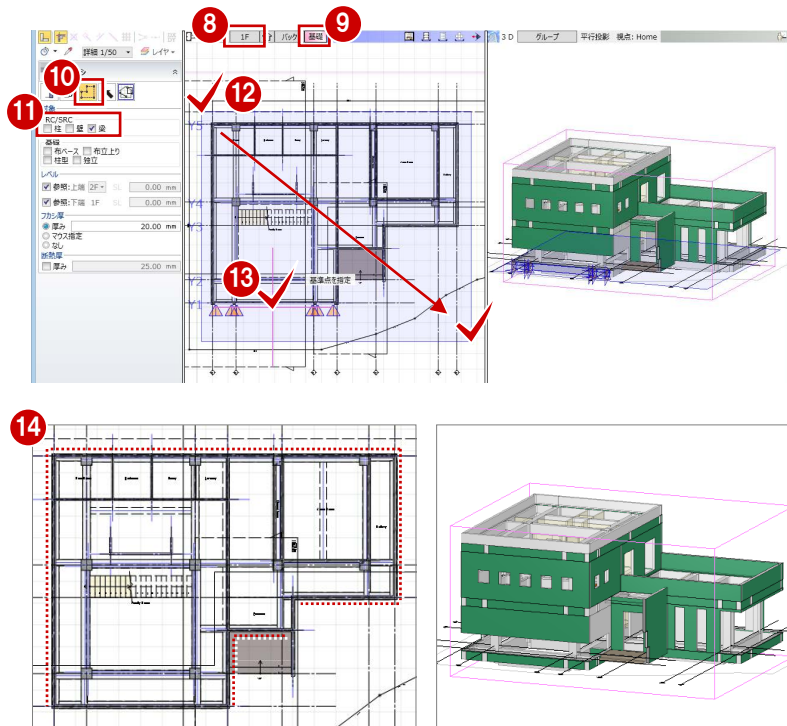 8
9
1F
バック
基礎
3 D
グループ
平行投影 視点: Home
詳細 1/50
レイヤ
10
11
RC/SRC
柱 壁 梁
基礎
布ベース 布立上り
柱型 独立
レベル
参照:上端 2F SL 0.00 mm
参照:下端 1F SL 0.00 mm
フカシ厚
厚み 20.00 mm
マウス指定
なし
断熱厚
厚み 25.00 mm
12
Y5
Y4
Y3
Y2
13
基準点を指定
Y1
14